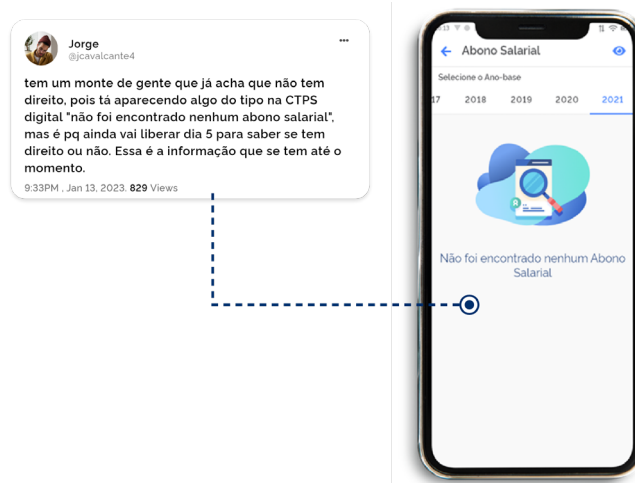 Jorge
@jcavalcante4
tem um monte de gente que já acha que não tem
direito, pois tá aparecendo algo do tipo na CTPS
digital "não foi encontrado nenhum abono salarial",
mas é pq ainda vai liberar dia 5 para saber se tem
direito ou não. Essa é a informação que se tem até o
momento.
9:33PM , Jan 13, 2023. 829 Views
Abono Salarial
Selecione o Ano-base
17 2018 2019 2020 2021
R
Não foi encontrado nenhum Abono
Salarial